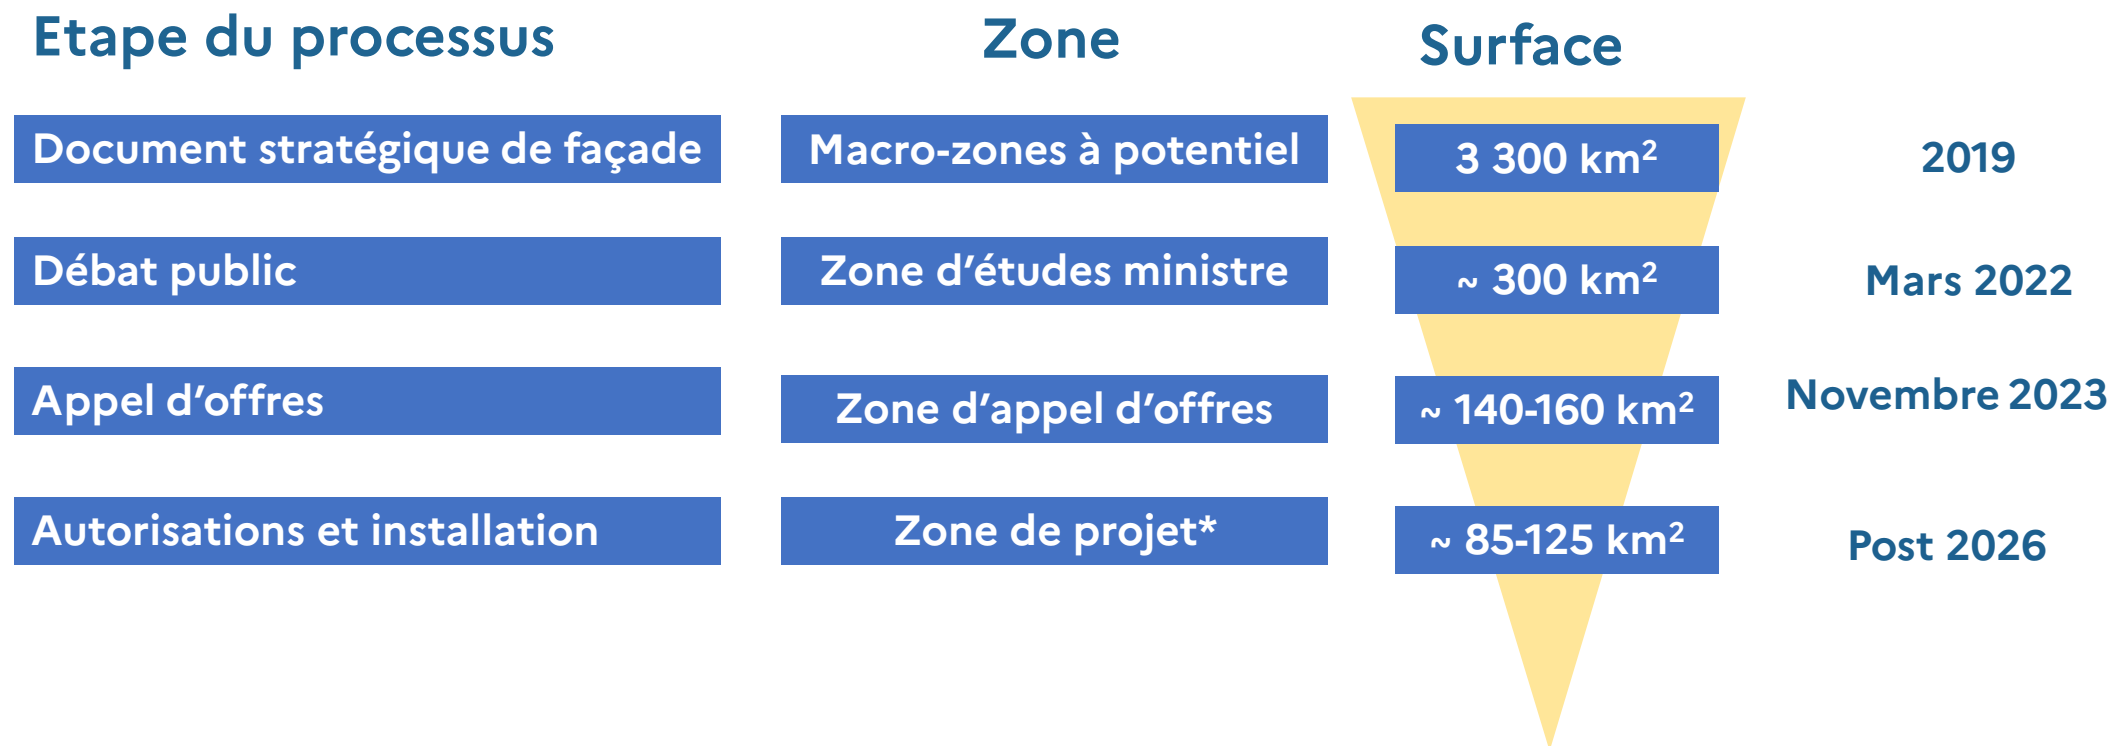 Etape du processus Zone Surface
Document stratégique de façade Macro-zones à potentiel 3 300 km² 2019
Débat public Zone d’études ministre ~ 300 km² Mars 2022
Appel d’offres Zone d’appel d’offres ~ 140-160 km² Novembre 2023
Autorisations et installation Zone de projet* ~ 85-125 km² Post 2026